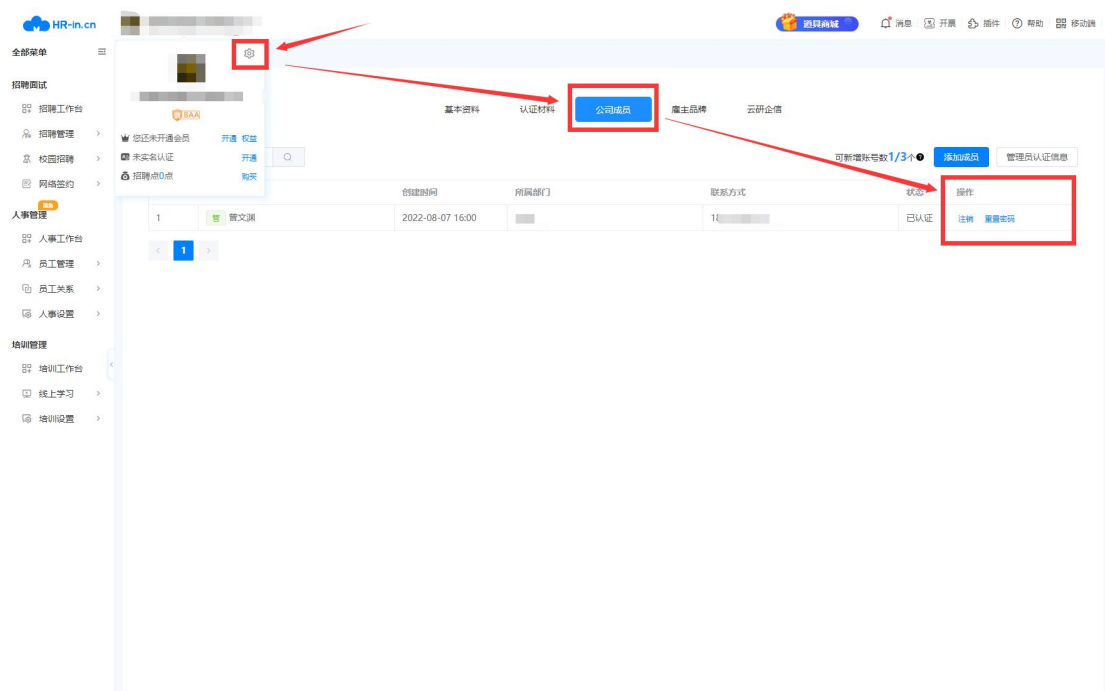 HR-in.cn
道具商城 消息 开票 插件 帮助 移动端
全部菜单
招聘面试
招聘工作台
招聘管理
校园招聘
网络签约
人事管理
人事工作台
员工管理
员工关系
人事设置
培训管理
培训工作台
线上学习
培训设置
BAA
您还未开通会员 开通 权益
未实名认证 开通
招聘点0点 购买
基本资料 认证材料 公司成员 雇主品牌 云研企信
可新增账号数1/3个 添加成员 管理员认证信息
创建时间 所属部门 联系方式 状态 操作
1 管 曾文渊 2022-08-07 16:00 18 已认证 注销 重置密码
< 1 >